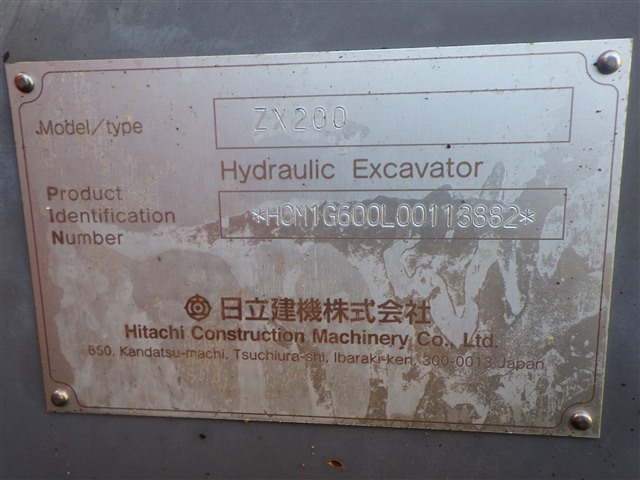 Model/type
ZX200
Hydraulic Excavator
Product
Identification
Number
*HCM1G600L00113882*
日立建機株式会社
Hitachi Construction Machinery Co., Ltd.
650, Kandatsu-machi, Tsuchiura-shi, Ibaraki-ken, 300-0013 Japan